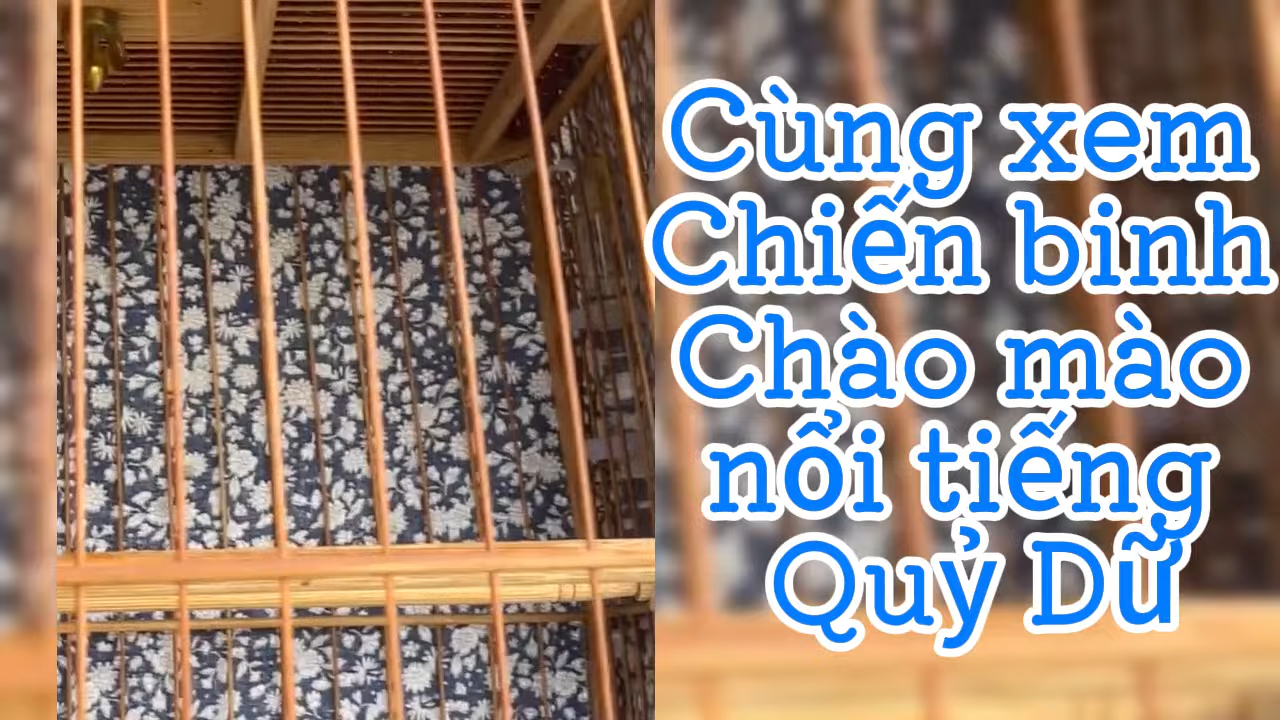 Cùng xem
Chiến binh
Chào mào
nổi tiếng
Quỷ Dữ